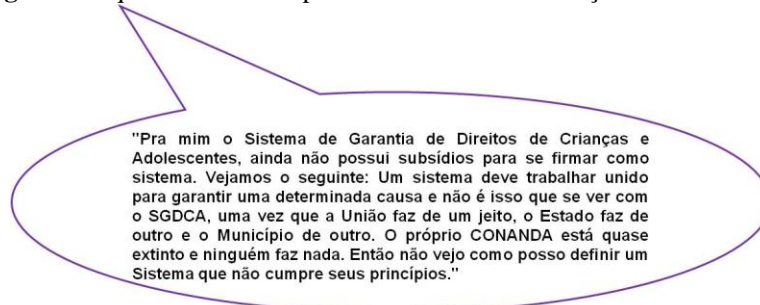 "Pra mim o Sistema de Garantia de Direitos de Crianças e
Adolescentes, ainda não possui subsídios para se firmar como
sistema. Vejamos o seguinte: Um sistema deve trabalhar unido
para garantir uma determinada causa e não é isso que se ver com
o SGDCA, uma vez que a União faz de um jeito, o Estado faz de
outro e o Município de outro. O próprio CONANDA está quase
extinto e ninguém faz nada. Então não vejo como posso definir um
Sistema que não cumpre seus princípios."